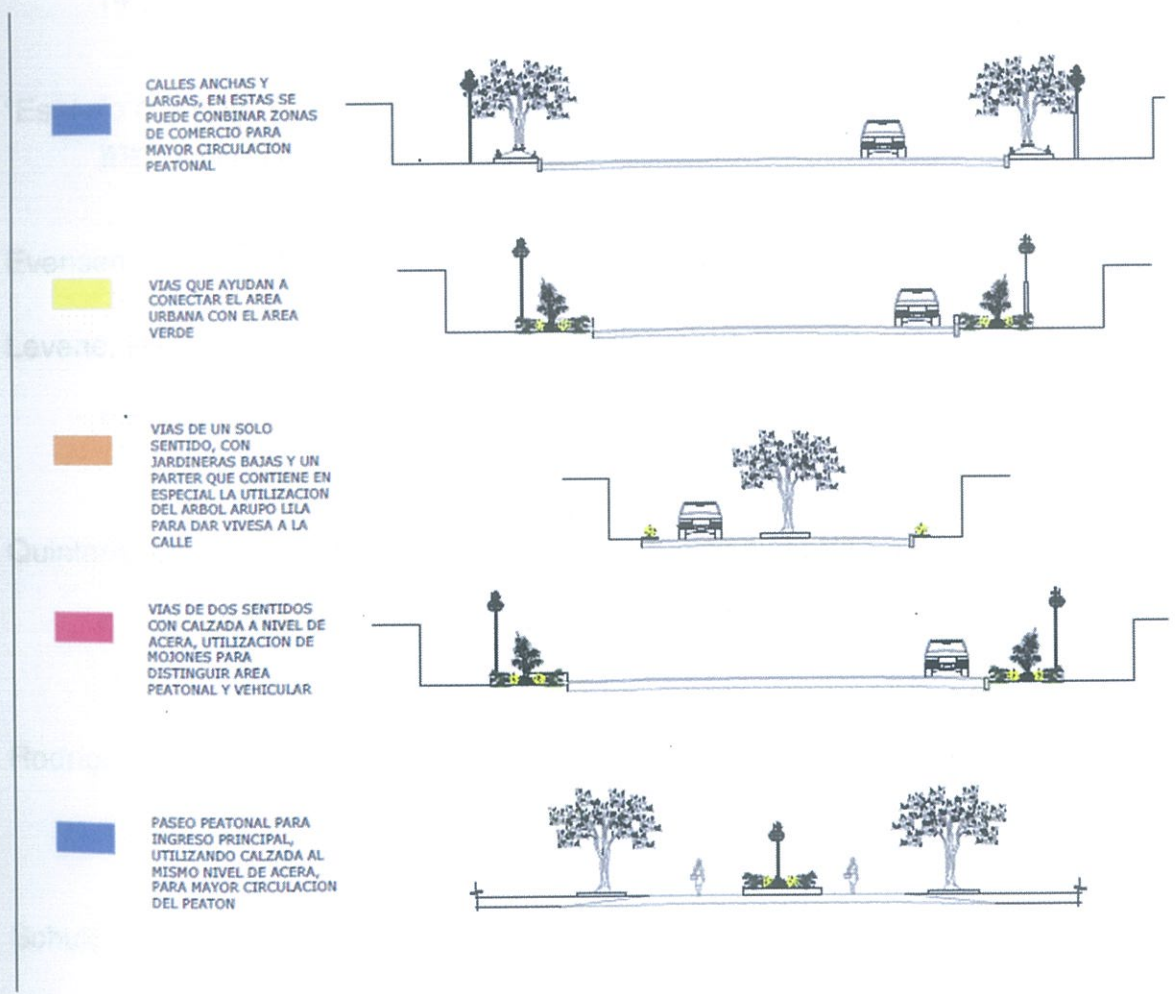 CALLES ANCHAS Y
LARGAS, EN ESTAS SE
PUEDE CONBINAR ZONAS
DE COMERCIO PARA
MAYOR CIRCULACION
PEATONAL
VIAS QUE AYUDAN A
CONECTAR EL AREA
URBANA CON EL AREA
VERDE
VIAS DE UN SOLO
SENTIDO, CON
JARDINERAS BAJAS Y UN
PARTER QUE CONTIENE EN
ESPECIAL LA UTILIZACION
DEL ARBOL ARUPO LILA
PARA DAR VIVESA A LA
CALLE
VIAS DE DOS SENTIDOS
CON CALZADA A NIVEL DE
ACERA, UTILIZACION DE
MOJONES PARA
DISTINGUIR AREA
PEATONAL Y VEHICULAR
PASEO PEATONAL PARA
INGRESO PRINCIPAL,
UTILIZANDO CALZADA AL
MISMO NIVEL DE ACERA,
PARA MAYOR CIRCULACION
DEL PEATON